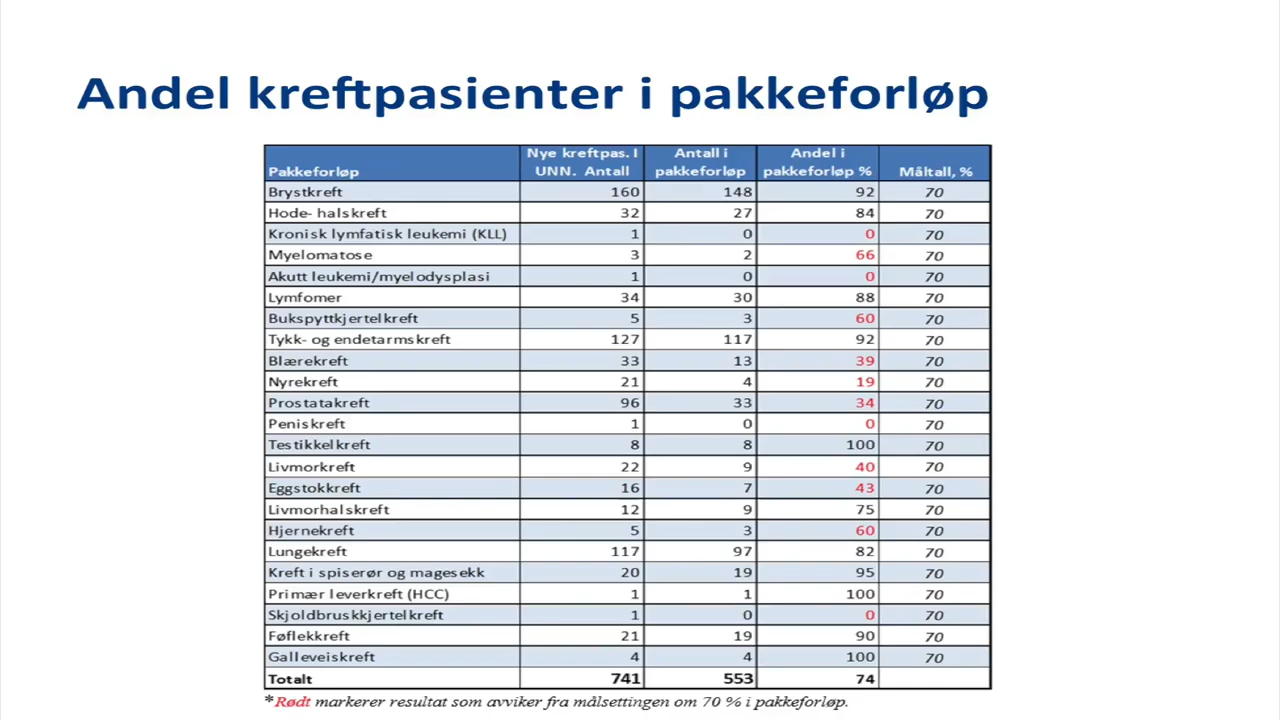 Andel kreftpasienter i pakkeforløp
Pakkeforløp Nye kreftpas. I UNN. Antall Antall i pakkeforløp Andel i pakkeforløp % Måltall, %
Brystkreft 160 148 92 70
Hode- halskreft 32 27 84 70
Kronisk lymfatisk leukemi (KLL) 1 0 0 70
Myelomatose 3 2 66 70
Akutt leukemi/myelodysplasi 1 0 0 70
Lymfomer 34 30 88 70
Bukspyttkjertelkreft 5 3 60 70
Tykk- og endetarmskreft 127 117 92 70
Blærekreft 33 13 39 70
Nyrekreft 21 4 19 70
Prostatakreft 96 33 34 70
Peniskreft 1 0 0 70
Testikkelkreft 8 8 100 70
Livmorkreft 22 9 40 70
Eggstokkreft 16 7 43 70
Livmorhalskreft 12 9 75 70
Hjernekreft 5 3 60 70
Lungekreft 117 97 82 70
Kreft i spiserør og magesekk 20 19 95 70
Primær leverkreft (HCC) 1 1 100 70
Skjoldbruskkjertelkreft 1 0 0 70
Føflekkreft 21 19 90 70
Galleveiskreft 4 4 100 70
Totalt 741 553 74
*Rødt markerer resultat som avviker fra målsettingen om 70 % i pakkeforløp.